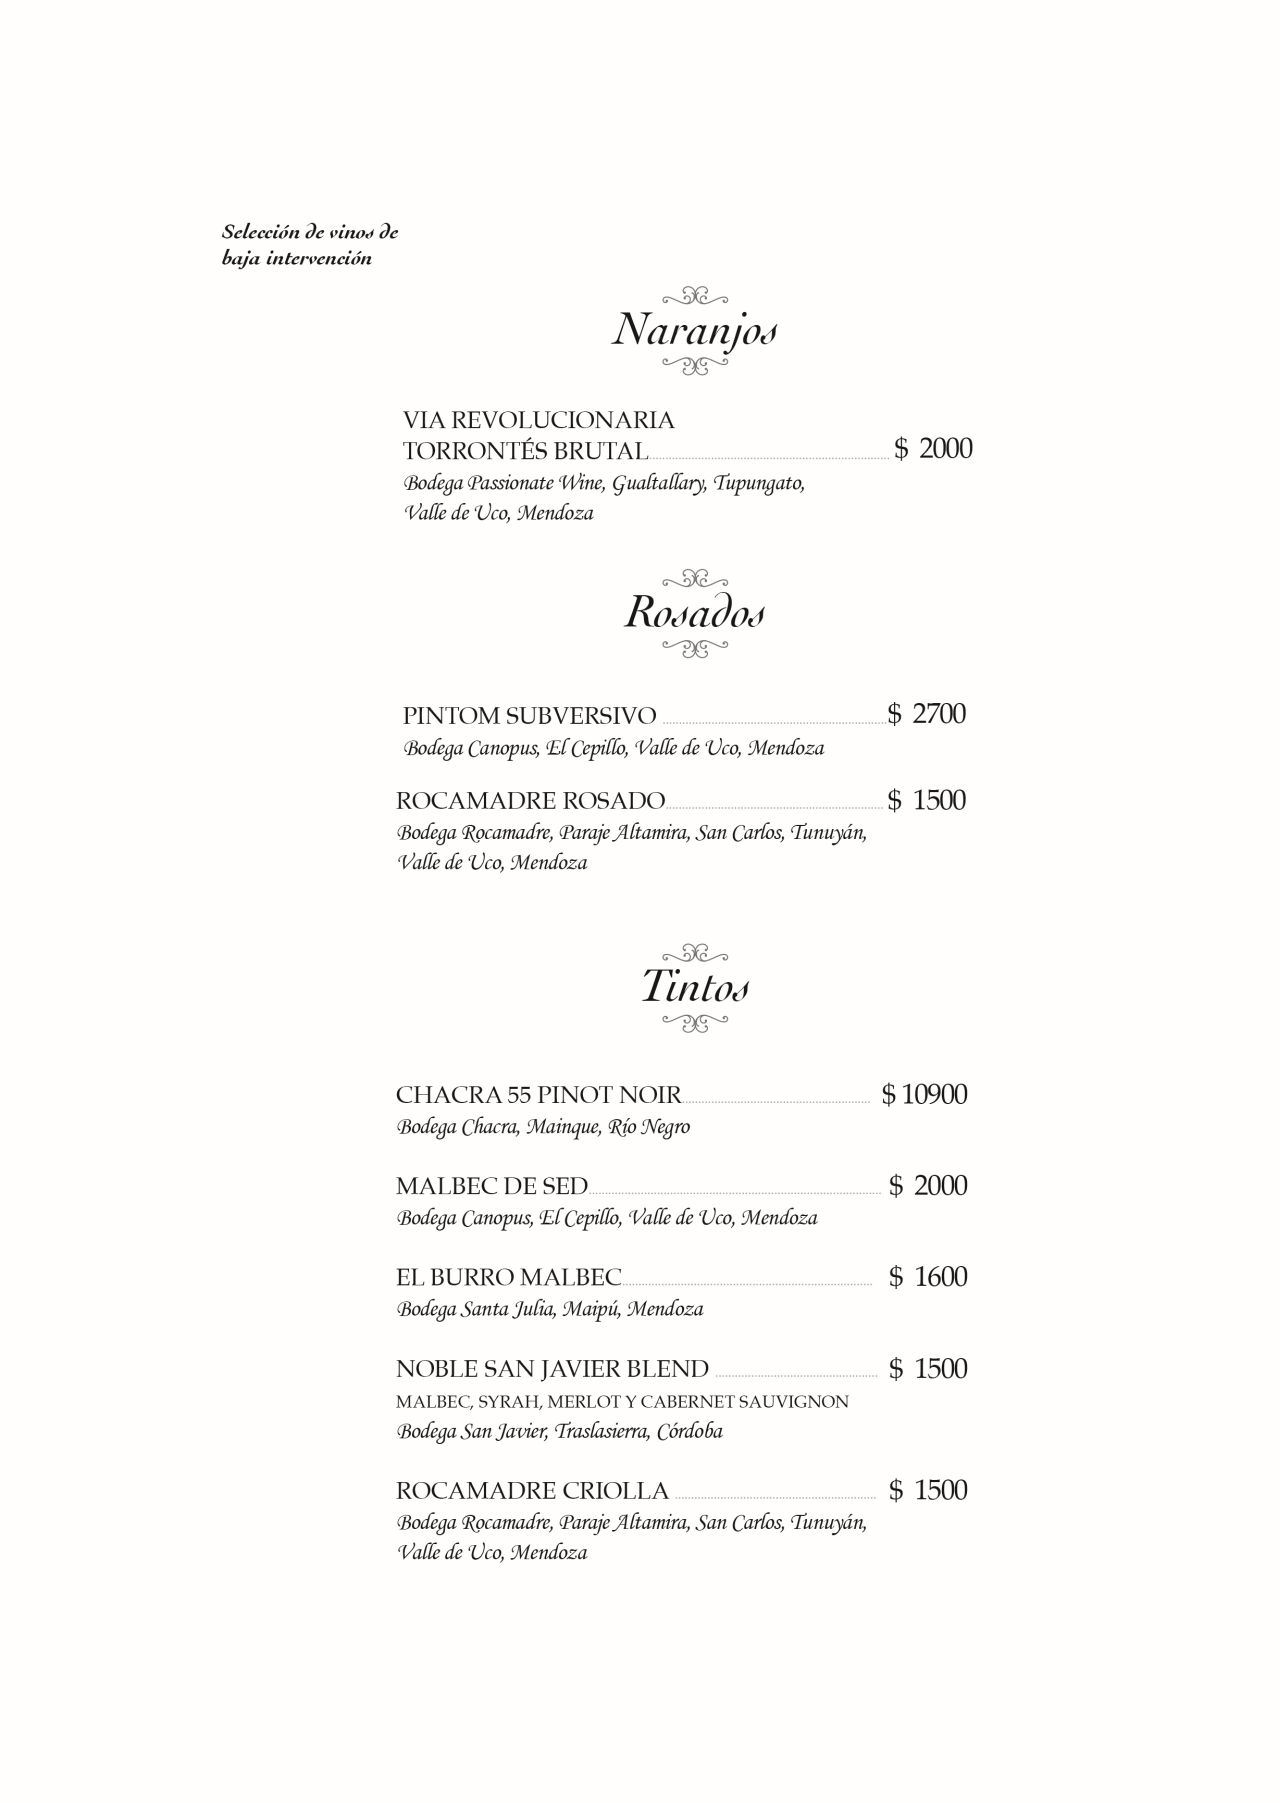 Selección de vinos de
baja intervención
Naranjos
VIA REVOLUCIONARIA
TORRONTÉS BRUTAL........ $ 2000
Bodega Passionate Wine, Gualtallary, Tupungato,
Valle de Uco, Mendoza
Rosados
PINTOM SUBVERSIVO ........ $ 2700
Bodega Canopus, El Cepillo, Valle de Uco, Mendoza
ROCAMADRE ROSADO........ $ 1500
Bodega Rocamadre, Paraje Altamira, San Carlos, Tunuyán,
Valle de Uco, Mendoza
Tintos
CHACRA 55 PINOT NOIR........ $ 10900
Bodega Chacra, Mainque, Río Negro
MALBEC DE SED........ $ 2000
Bodega Canopus, El Cepillo, Valle de Uco, Mendoza
EL BURRO MALBEC........ $ 1600
Bodega Santa Julia, Maipú, Mendoza
NOBLE SAN JAVIER BLEND ........ $ 1500
MALBEC, SYRAH, MERLOT Y CABERNET SAUVIGNON
Bodega San Javier, Traslasierra, Córdoba
ROCAMADRE CRIOLLA ........ $ 1500
Bodega Rocamadre, Paraje Altamira, San Carlos, Tunuyán,
Valle de Uco, Mendoza